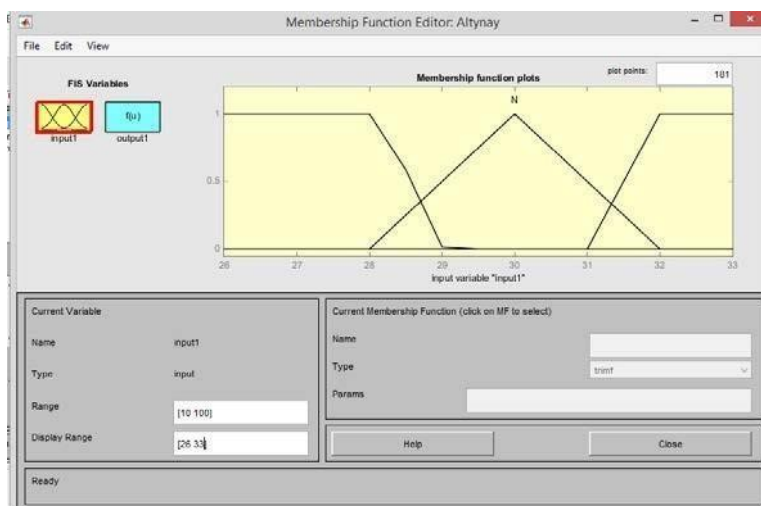 Membership Function Editor: Altynay
File Edit View
FIS Variables
f(u)
input1 output1
Membership function plots
plot points: 181
N
1
0.5
0
26 27 28 29 30 31 32 33
input variable "input1"
Current Variable
Name input1
Type input
Range [10 100]
Display Range [26 33]
Current Membership Function (click on MF to select)
Name
Type trimf
Params
Help Close
Ready